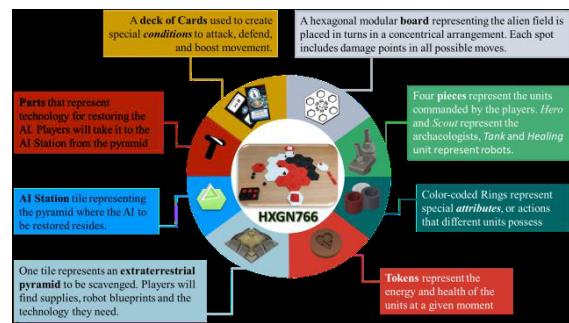 A deck of Cards used to create
special conditions to attack, defend,
and boost movement.
A hexagonal modular board representing the alien field is
placed in turns in a concentrical arrangement. Each spot
includes damage points in all possible moves.
Parts that represent
technology for restoring the
AI. Players will take it to the
AI Station from the pyramid
Four pieces represent the units
commanded by the players. Hero
and Scout represent the
archaeologists, Tank and Healing
unit represent robots.
AI Station tile representing
the pyramid where the AI to
be restored resides.
HXGN766
Color-coded Rings represent
special attributes, or actions
that different units possess
One tile represents an extraterrestrial
pyramid to be scavenged. Players will
find supplies, robot blueprints and the
technology they need.
Tokens represent the
energy and health of the
units at a given moment